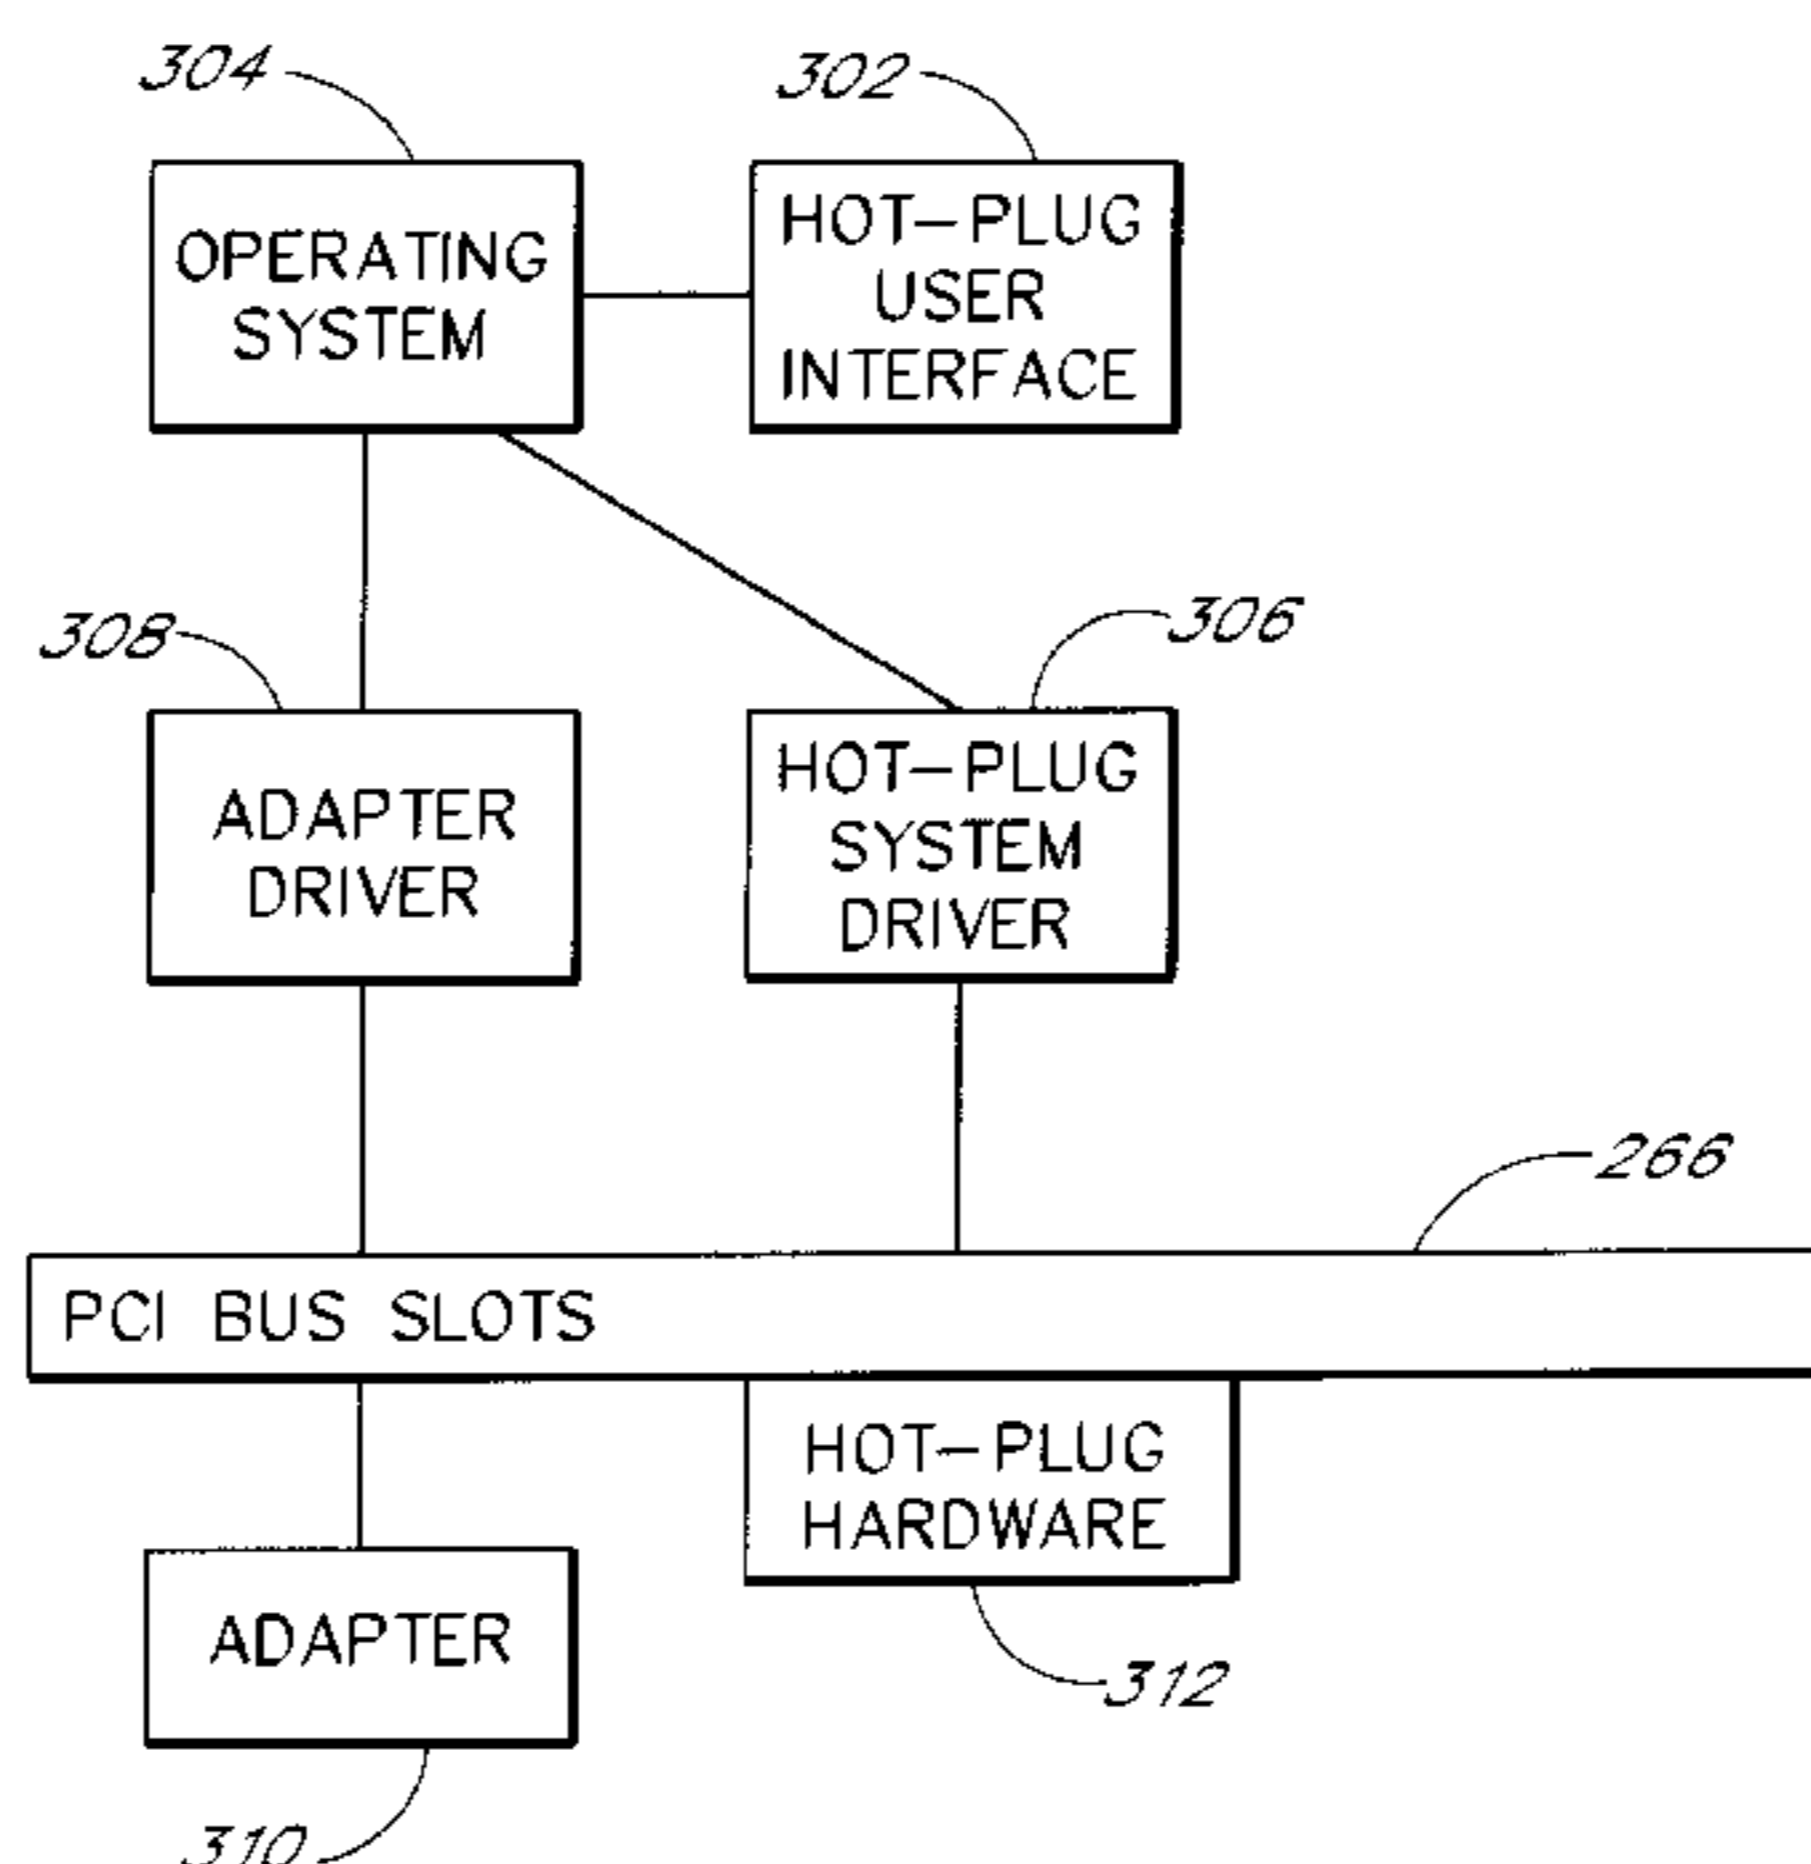 304
302
OPERATING
SYSTEM
HOT-PLUG
USER
INTERFACE
308
306
ADAPTER
DRIVER
HOT-PLUG
SYSTEM
DRIVER
266
PCI BUS SLOTS
HOT-PLUG
HARDWARE
ADAPTER
312
310